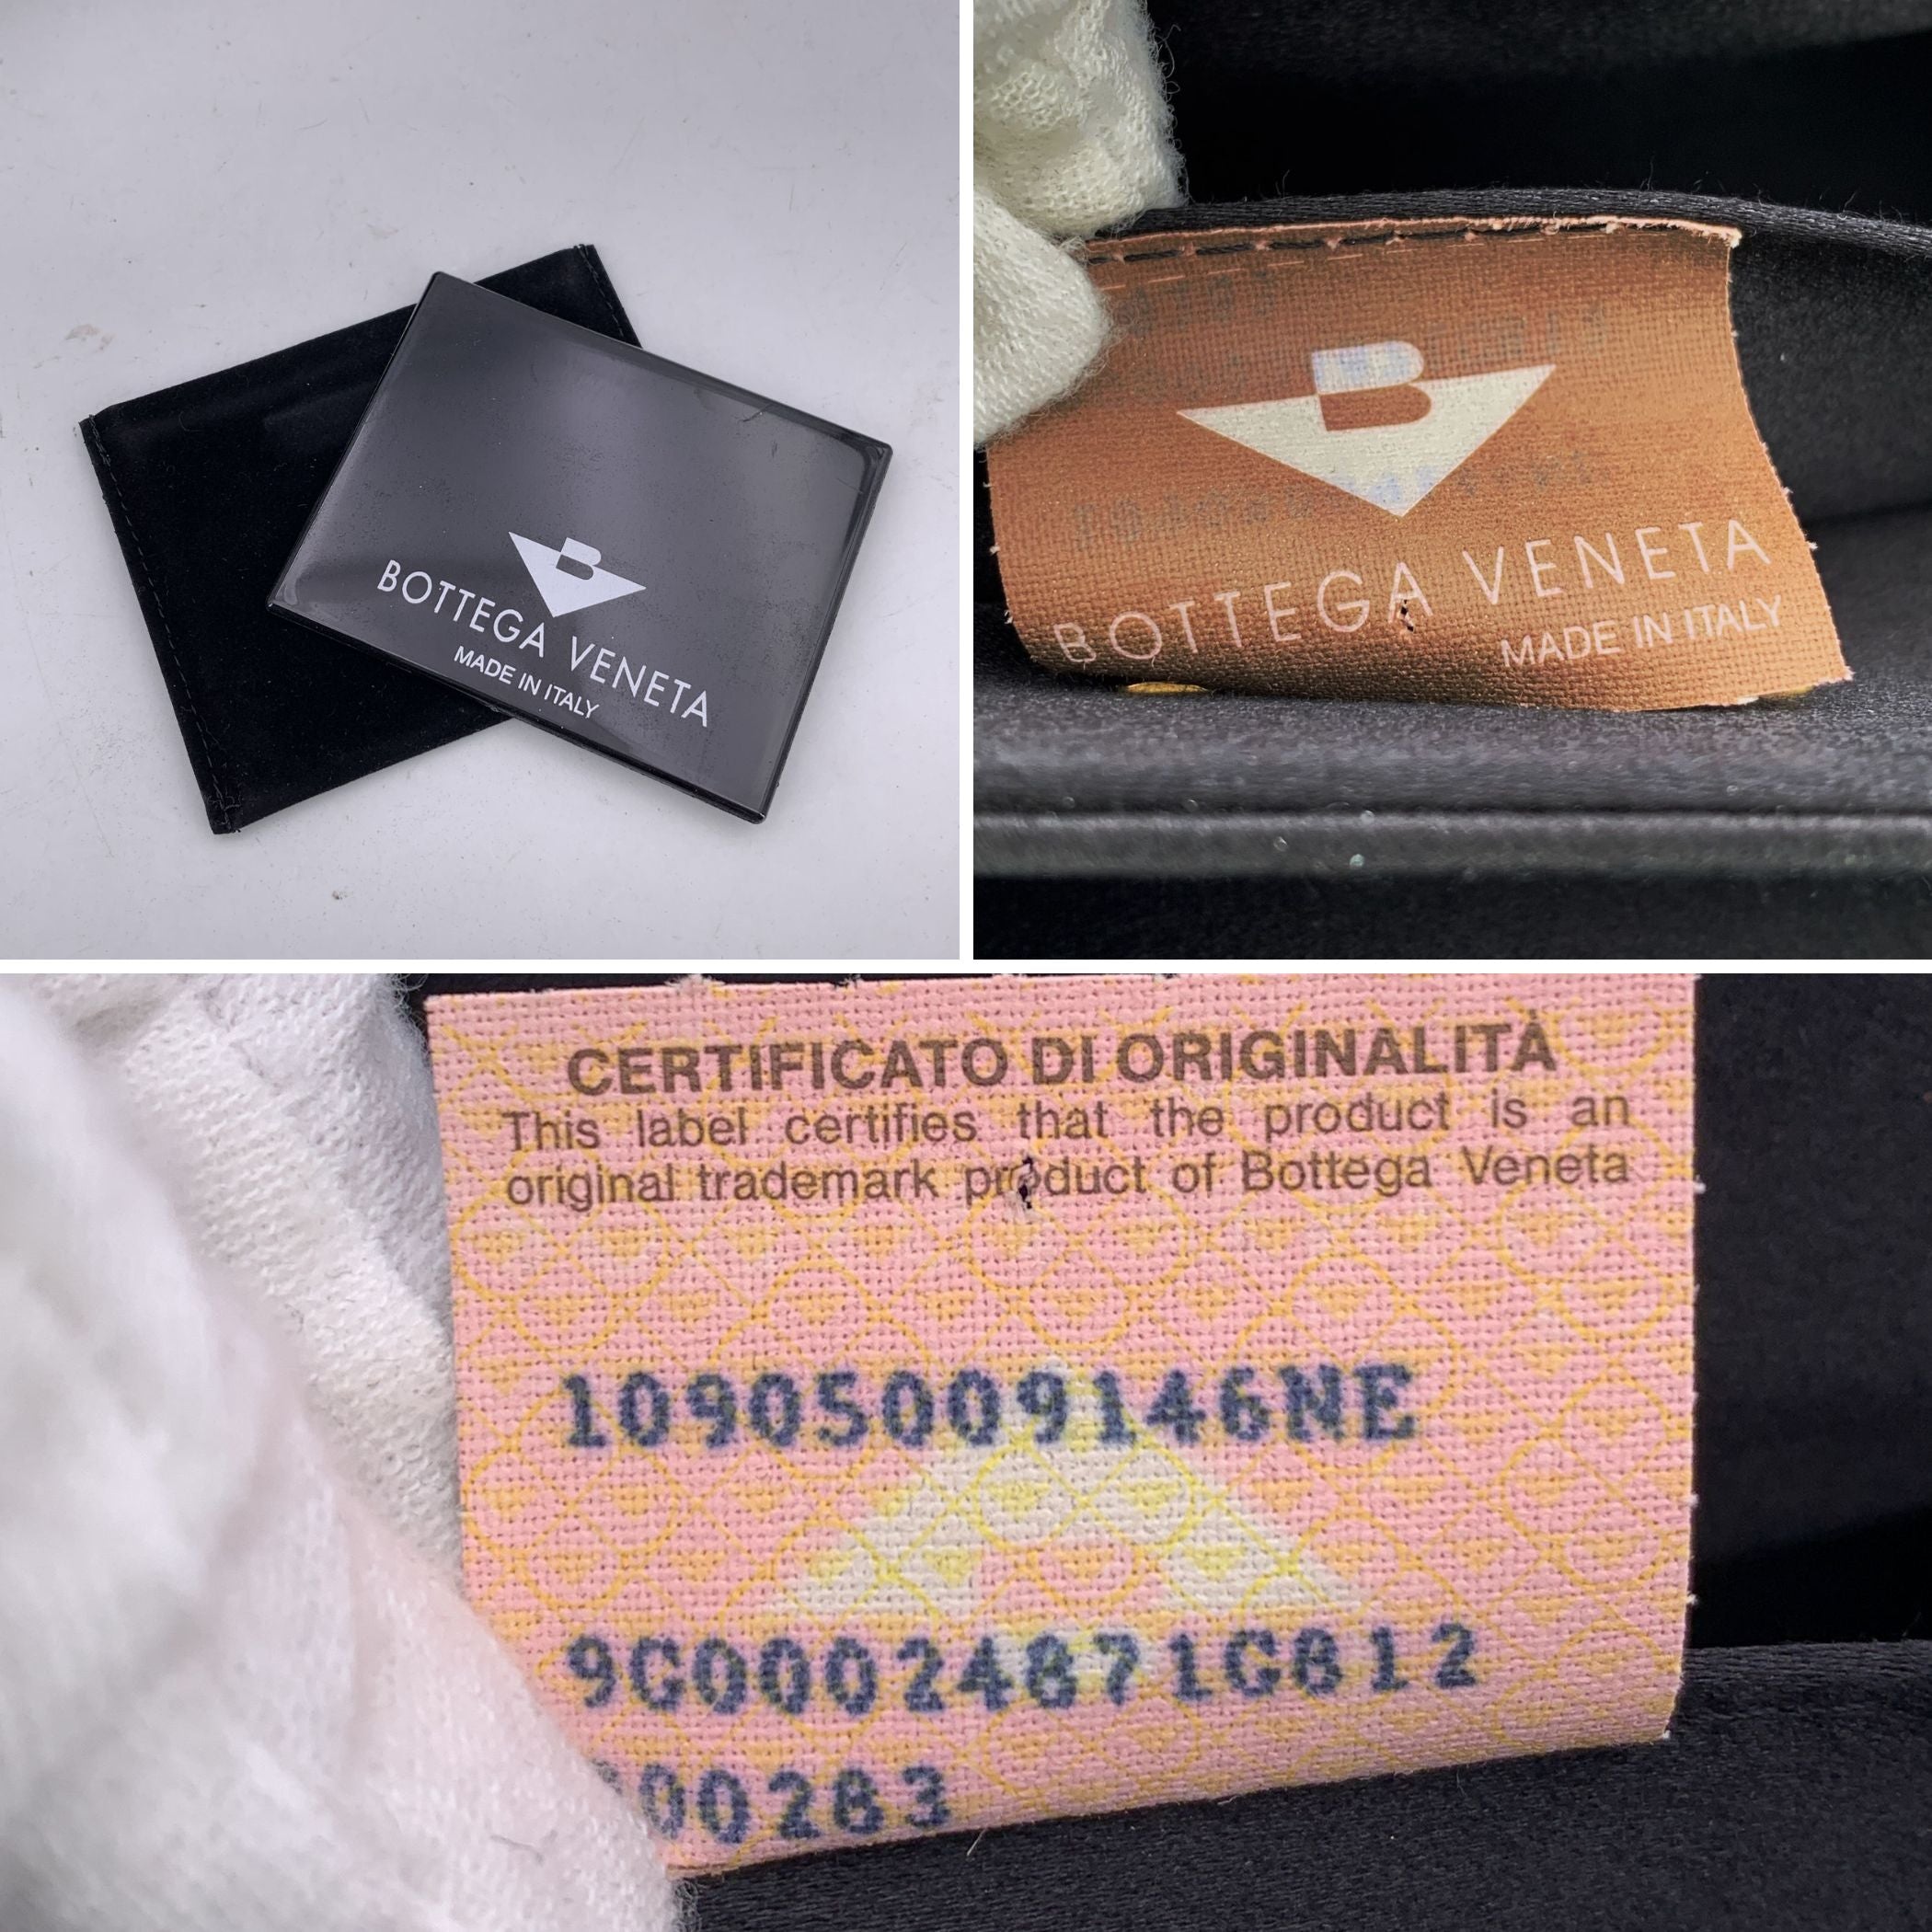 B
BOTTEGA VENETA
MADE IN ITALY
B
BOTTEGA VENETA
MADE IN ITALY
CERTIFICATO DI ORIGINALITÀ
This label certifies that the product is an
original trademark product of Bottega Veneta
10905009146NE
9G00024871G812
00283